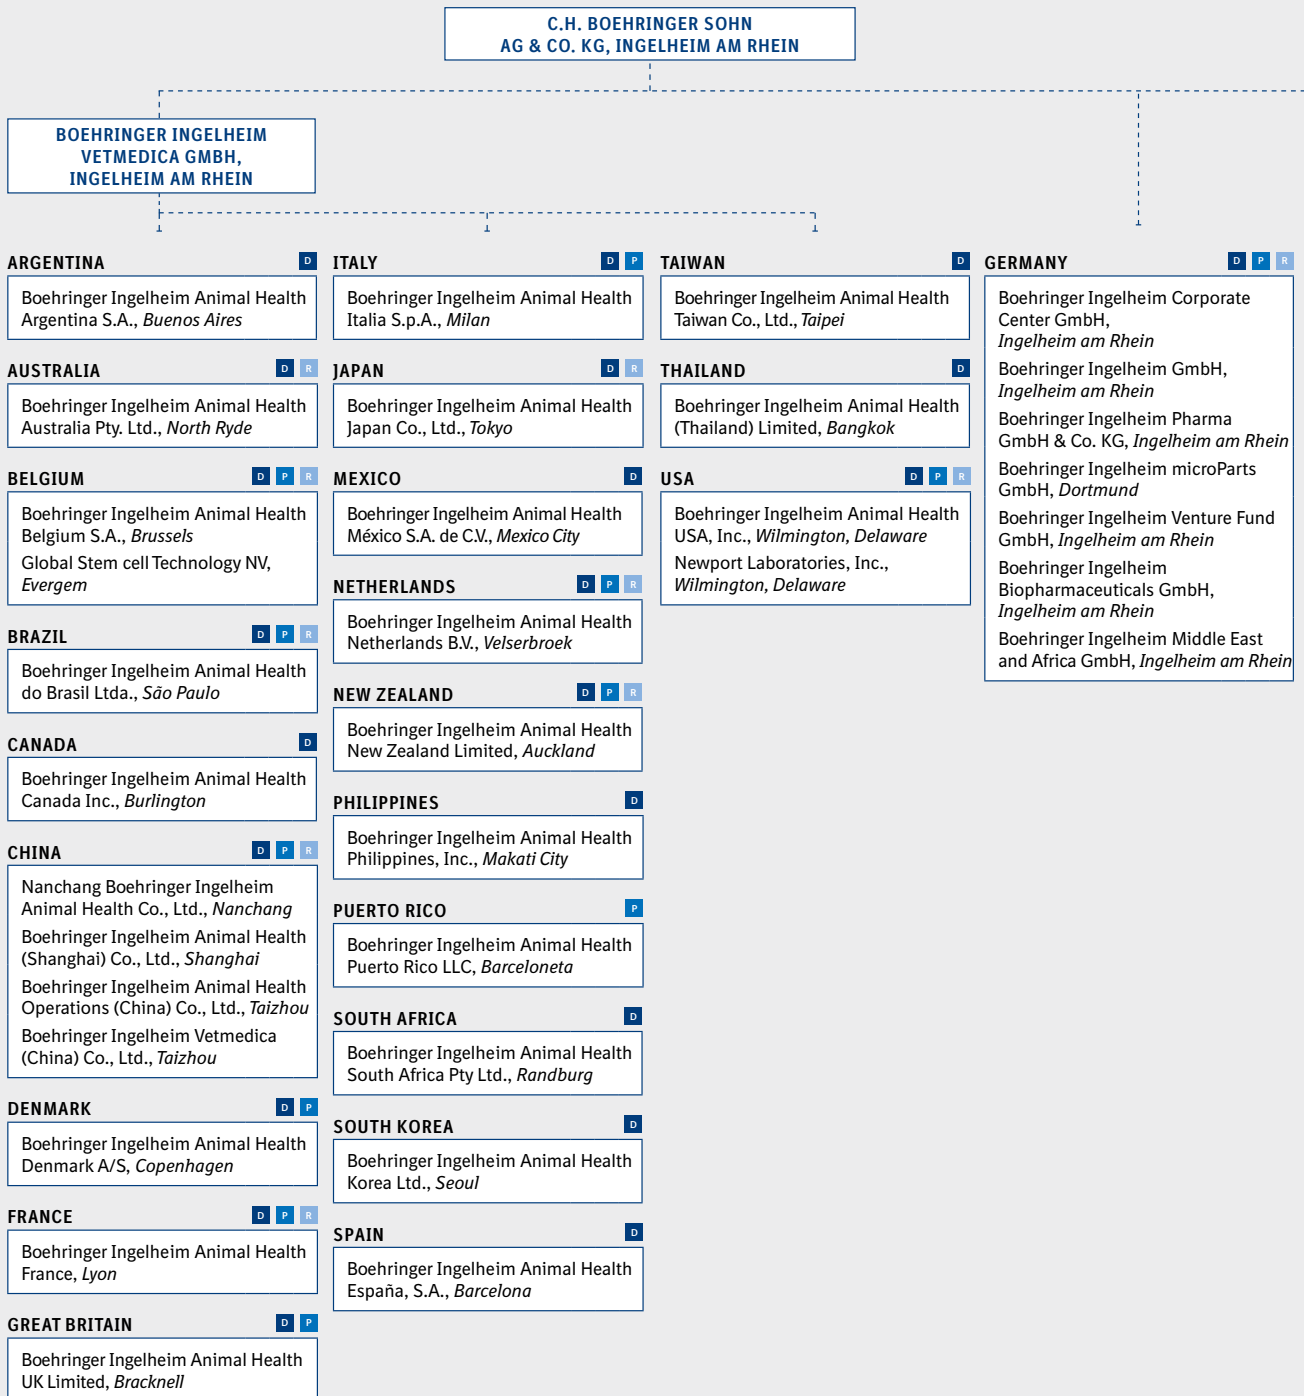 C.H. BOEHRINGER SOHN
AG & CO. KG, INGELHEIM AM RHEIN
BOEHRINGER INGELHEIM
VETMEDICA GMBH,
INGELHEIM AM RHEIN
ARGENTINA D
Boehringer Ingelheim Animal Health
Argentina S.A., Buenos Aires
AUSTRALIA D R
Boehringer Ingelheim Animal Health
Australia Pty. Ltd., North Ryde
BELGIUM D P R
Boehringer Ingelheim Animal Health
Belgium S.A., Brussels
Global Stem cell Technology NV,
Evergem
BRAZIL D P R
Boehringer Ingelheim Animal Health
do Brasil Ltda., São Paulo
CANADA D
Boehringer Ingelheim Animal Health
Canada Inc., Burlington
CHINA D P R
Nanchang Boehringer Ingelheim
Animal Health Co., Ltd., Nanchang
Boehringer Ingelheim Animal Health
(Shanghai) Co., Ltd., Shanghai
Boehringer Ingelheim Animal Health
Operations (China) Co., Ltd., Taizhou
Boehringer Ingelheim Vetmedica
(China) Co., Ltd., Taizhou
DENMARK D P
Boehringer Ingelheim Animal Health
Denmark A/S, Copenhagen
FRANCE D P R
Boehringer Ingelheim Animal Health
France, Lyon
GREAT BRITAIN D P
Boehringer Ingelheim Animal Health
UK Limited, Bracknell
ITALY D P
Boehringer Ingelheim Animal Health
Italia S.p.A., Milan
JAPAN D R
Boehringer Ingelheim Animal Health
Japan Co., Ltd., Tokyo
MEXICO D
Boehringer Ingelheim Animal Health
México S.A. de C.V., Mexico City
NETHERLANDS D P R
Boehringer Ingelheim Animal Health
Netherlands B.V., Velserbroek
NEW ZEALAND D P R
Boehringer Ingelheim Animal Health
New Zealand Limited, Auckland
PHILIPPINES D
Boehringer Ingelheim Animal Health
Philippines, Inc., Makati City
PUERTO RICO P
Boehringer Ingelheim Animal Health
Puerto Rico LLC, Barceloneta
SOUTH AFRICA D
Boehringer Ingelheim Animal Health
South Africa Pty Ltd., Randburg
SOUTH KOREA D
Boehringer Ingelheim Animal Health
Korea Ltd., Seoul
SPAIN D
Boehringer Ingelheim Animal Health
España, S.A., Barcelona
TAIWAN D
Boehringer Ingelheim Animal Health
Taiwan Co., Ltd., Taipei
THAILAND D
Boehringer Ingelheim Animal Health
(Thailand) Limited, Bangkok
USA D P R
Boehringer Ingelheim Animal Health
USA, Inc., Wilmington, Delaware
Newport Laboratories, Inc.,
Wilmington, Delaware
GERMANY D P R
Boehringer Ingelheim Corporate
Center GmbH,
Ingelheim am Rhein
Boehringer Ingelheim GmbH,
Ingelheim am Rhein
Boehringer Ingelheim Pharma
GmbH & Co. KG, Ingelheim am Rhein
Boehringer Ingelheim microParts
GmbH, Dortmund
Boehringer Ingelheim Venture Fund
GmbH, Ingelheim am Rhein
Boehringer Ingelheim
Biopharmaceuticals GmbH,
Ingelheim am Rhein
Boehringer Ingelheim Middle East
and Africa GmbH, Ingelheim am Rhein